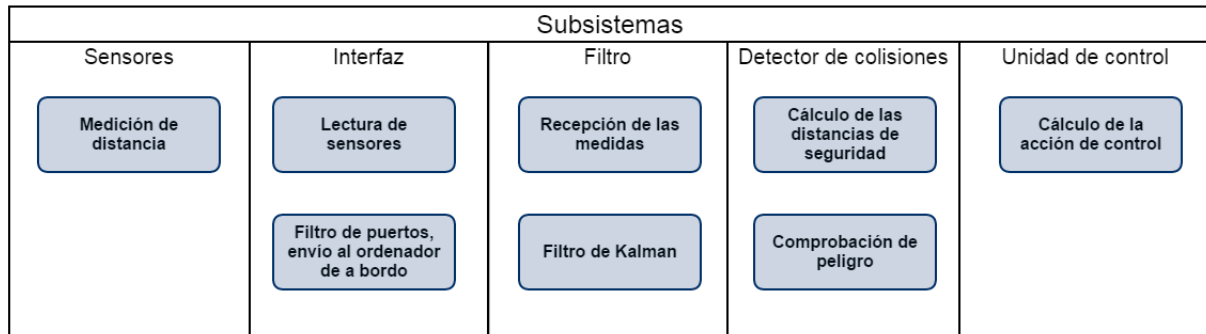 Subsistemas
Sensores
Interfaz
Filtro
Detector de colisiones
Unidad de control
Medición de
distancia
Lectura de
sensores
Recepción de las
medidas
Cálculo de las
distancias de
seguridad
Cálculo de la
acción de control
Filtro de puertos,
envío al ordenador
de a bordo
Filtro de Kalman
Comprobación de
peligro